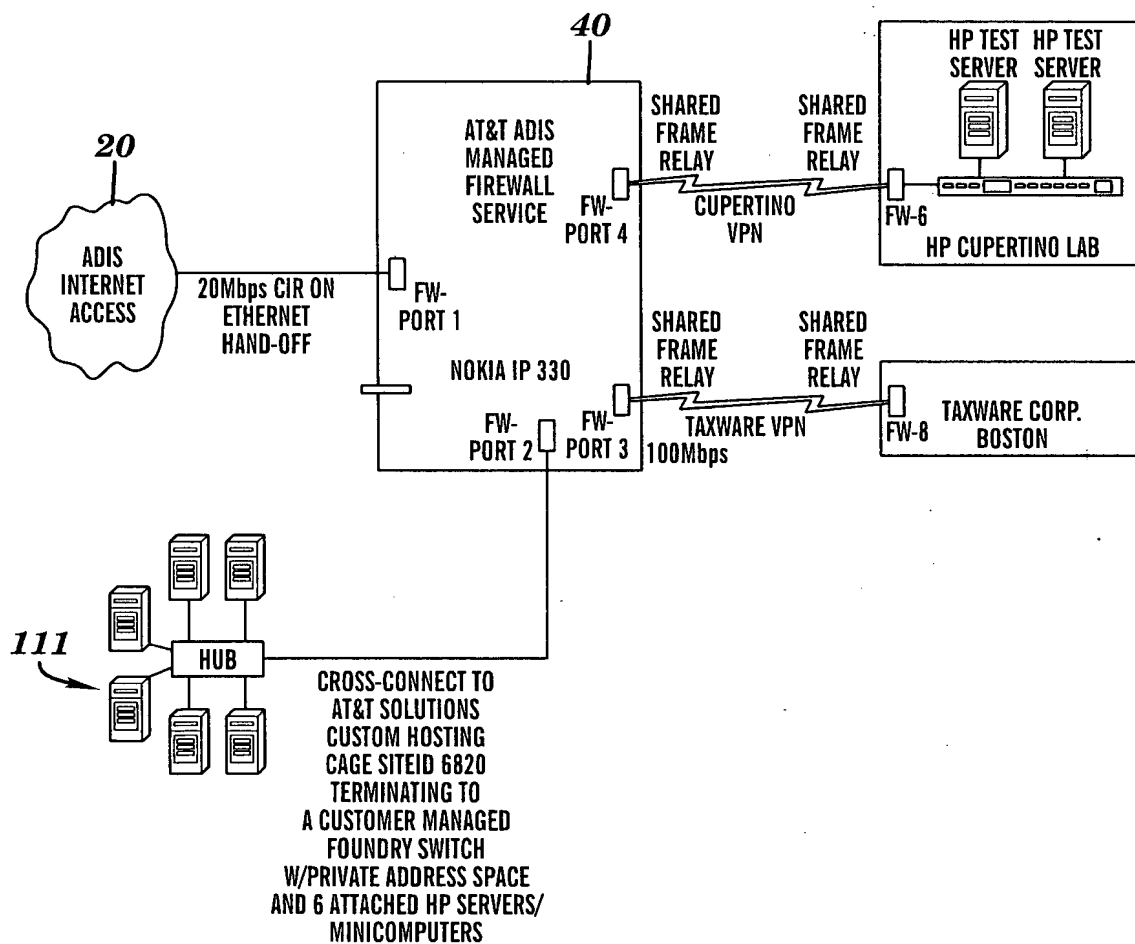 40
20
ADIS
INTERNET
ACCESS
20Mbps CIR ON
ETHERNET
HAND-OFF
AT&T ADIS
MANAGED
FIREWALL
SERVICE
FW-
PORT 4
FW-
PORT 1
NOKIA IP 330
FW-
PORT 2
FW-
PORT 3
SHARED
FRAME
RELAY
SHARED
FRAME
RELAY
CUPERTINO
VPN
HP TEST
SERVER
HP TEST
SERVER
FW-6
HP CUPERTINO LAB
SHARED
FRAME
RELAY
SHARED
FRAME
RELAY
TAXWARE VPN
100Mbps
FW-8
TAXWARE CORP.
BOSTON
111
HUB
CROSS-CONNECT TO
AT&T SOLUTIONS
CUSTOM HOSTING
CAGE SITEID 6820
TERMINATING TO
A CUSTOMER MANAGED
FOUNDRY SWITCH
W/PRIVATE ADDRESS SPACE
AND 6 ATTACHED HP SERVERS/
MINICOMPUTERS